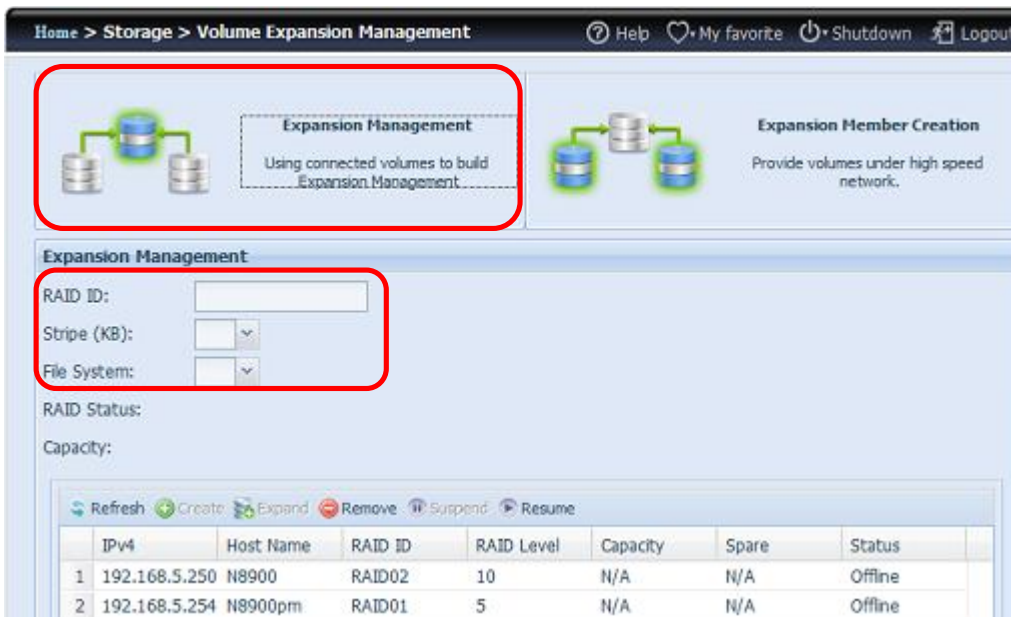 Home > Storage > Volume Expansion Management
Help My favorite Shutdown Logout
Expansion Management
Using connected volumes to build
Expansion Management
Expansion Member Creation
Provide volumes under high speed
network.
Expansion Management
RAID ID:
Stripe (KB):
File System:
RAID Status:
Capacity:
Refresh Create Expand Remove Suspend Resume
IPv4 Host Name RAID ID RAID Level Capacity Spare Status
1 192.168.5.250 N8900 RAID02 10 N/A N/A Offline
2 192.168.5.254 N8900pm RAID01 5 N/A N/A Offline